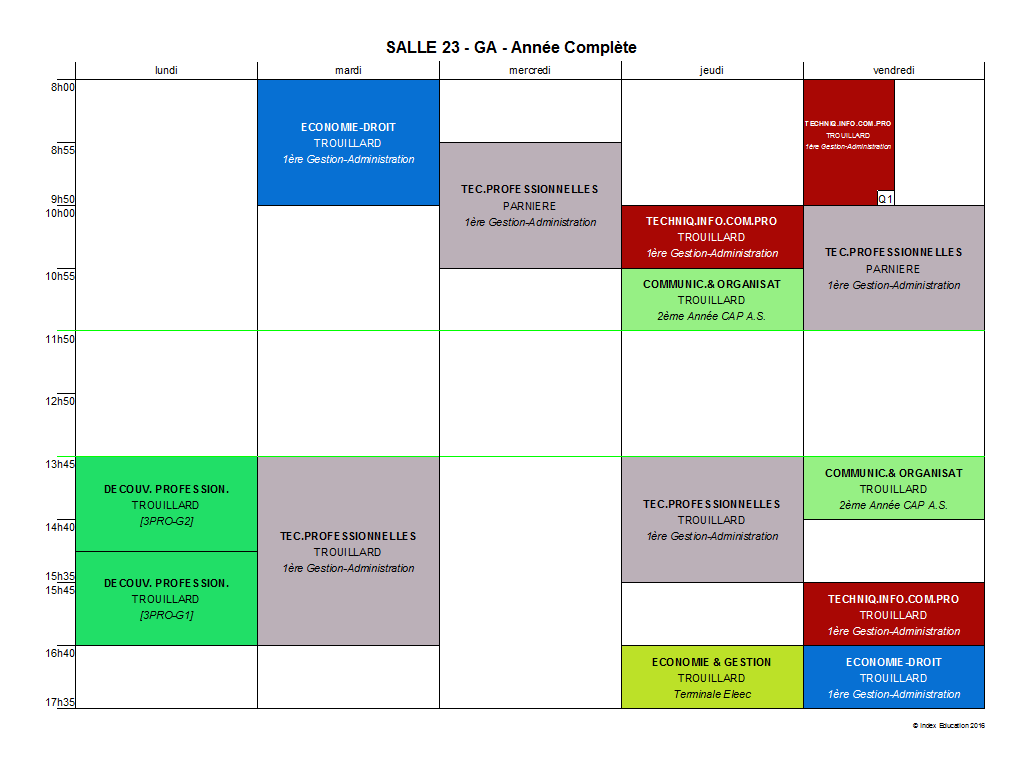 SALLE 23 - GA - Année Complète
lundi
mardi
mercredi
jeudi
vendredi
8h00
8h55
9h50
10h00
10h55
11h50
12h50
13h45
14h40
15h35
15h45
16h40
17h35
DECOUV. PROFESSION.
TROUILLARD
[3PRO-G2]
DECOUV. PROFESSION.
TROUILLARD
[3PRO-G1]
ECONOMIE-DROIT
TROUILLARD
1ère Gestion-Administration
TEC.PROFESSIONNELLES
TROUILLARD
1ère Gestion-Administration
TEC.PROFESSIONNELLES
PARNIERE
1ère Gestion-Administration
TECHNIQ.INFO.COM.PRO
TROUILLARD
1ère Gestion-Administration
COMMUNIC.& ORGANISAT
TROUILLARD
2ème Année CAP A.S.
TEC.PROFESSIONNELLES
TROUILLARD
1ère Gestion-Administration
ECONOMIE & GESTION
TROUILLARD
Terminale Eleec
TECHNIQ.INFO.COM.PRO
TROUILLARD
1ère Gestion-Administration
Q1
TEC.PROFESSIONNELLES
PARNIERE
1ère Gestion-Administration
COMMUNIC.& ORGANISAT
TROUILLARD
2ème Année CAP A.S.
TECHNIQ.INFO.COM.PRO
TROUILLARD
1ère Gestion-Administration
ECONOMIE-DROIT
TROUILLARD
1ère Gestion-Administration
© Index Education 2016